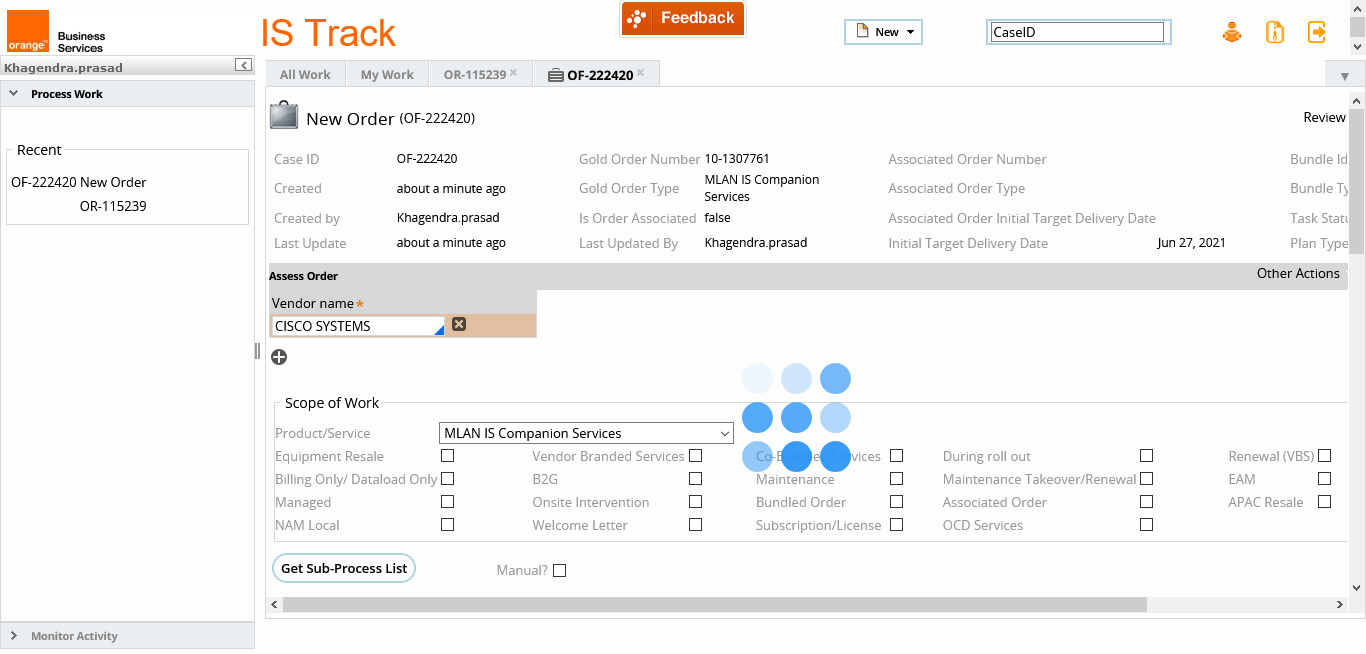 orange™
Business
Services
IS Track
Feedback
New
CaseID
Khagendra.prasad
Process Work
Recent
OF-222420 New Order
OR-115239
Monitor Activity
All Work
My Work
OR-115239
OF-222420
New Order (OF-222420)
Review
Case ID OF-222420 Gold Order Number 10-1307761 Associated Order Number Bundle Id
Created about a minute ago Gold Order Type MLAN IS Companion Services Associated Order Type Bundle Ty
Created by Khagendra.prasad Is Order Associated false Associated Order Initial Target Delivery Date Task Statu
Last Update about a minute ago Last Updated By Khagendra.prasad Initial Target Delivery Date Jun 27, 2021 Plan Type
Assess Order Other Actions
Vendor name*
CISCO SYSTEMS
Scope of Work
Product/Service MLAN IS Companion Services
Equipment Resale Vendor Branded Services Co-Branded Services During roll out Renewal (VBS)
Billing Only/ Dataload Only B2G Maintenance Maintenance Takeover/Renewal EAM
Managed Onsite Intervention Bundled Order Associated Order APAC Resale
NAM Local Welcome Letter Subscription/License OCD Services
Get Sub-Process List Manual?